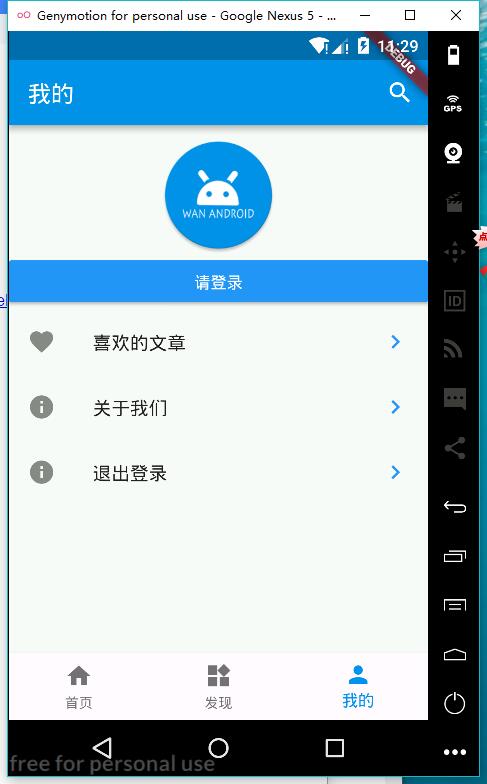 Genymotion for personal use - Google Nexus 5 - ...
11:29
DEBUG
我的
WAN ANDROID
请登录
喜欢的文章
关于我们
退出登录
首页
发现
我的
GPS
点
ID
free for personal use